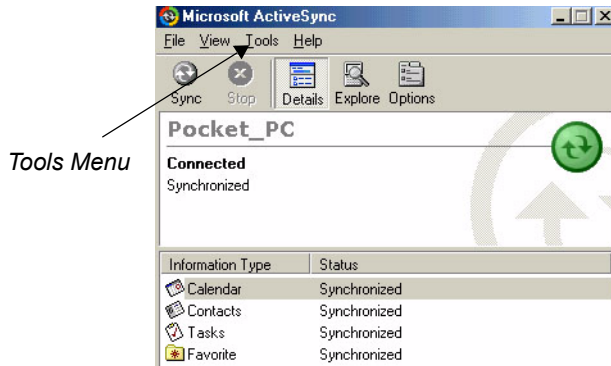 Microsoft ActiveSync
File View Tools Help
Sync Stop Details Explore Options
Pocket_PC
Tools Menu
Connected
Synchronized
Information Type Status
Calendar Synchronized
Contacts Synchronized
Tasks Synchronized
Favorite Synchronized